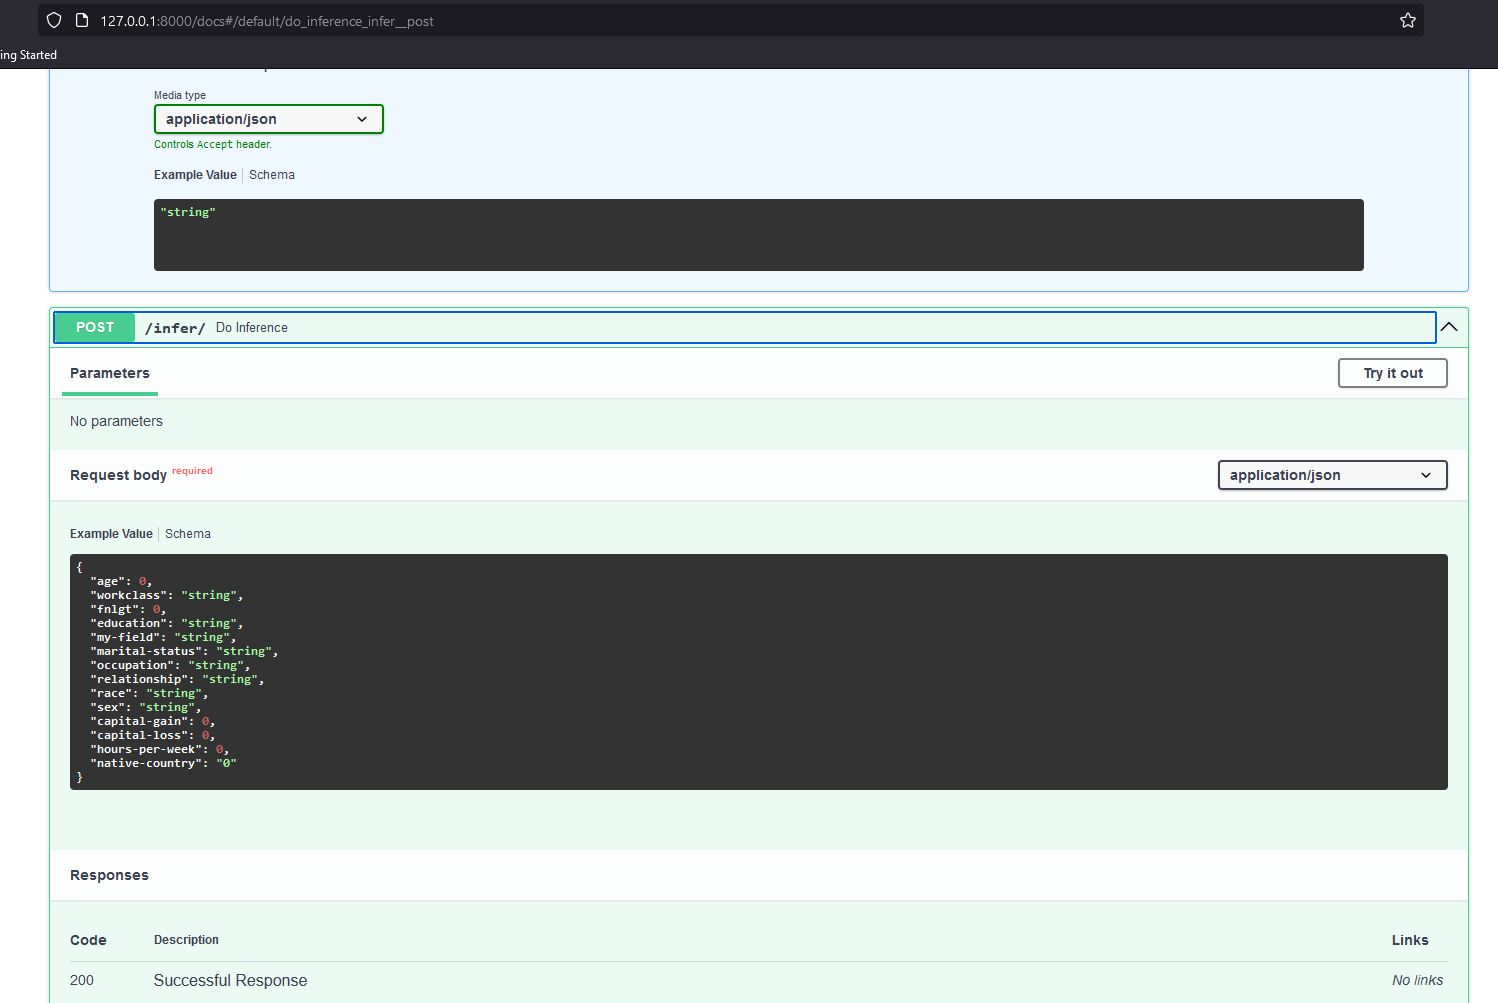 127.0.0.1:8000/docs#/default/do_inference_infer__post
ing Started
Media type
application/json
Controls Accept header.
Example Value | Schema
"string"
POST /infer/ Do Inference
Parameters
Try it out
No parameters
Request body required
application/json
Example Value | Schema
{
"age": 0,
"workclass": "string",
"fnlgt": 0,
"education": "string",
"my-field": "string",
"marital-status": "string",
"occupation": "string",
"relationship": "string",
"race": "string",
"sex": "string",
"capital-gain": 0,
"capital-loss": 0,
"hours-per-week": 0,
"native-country": "0"
}
Responses
Code Description Links
200 Successful Response No links